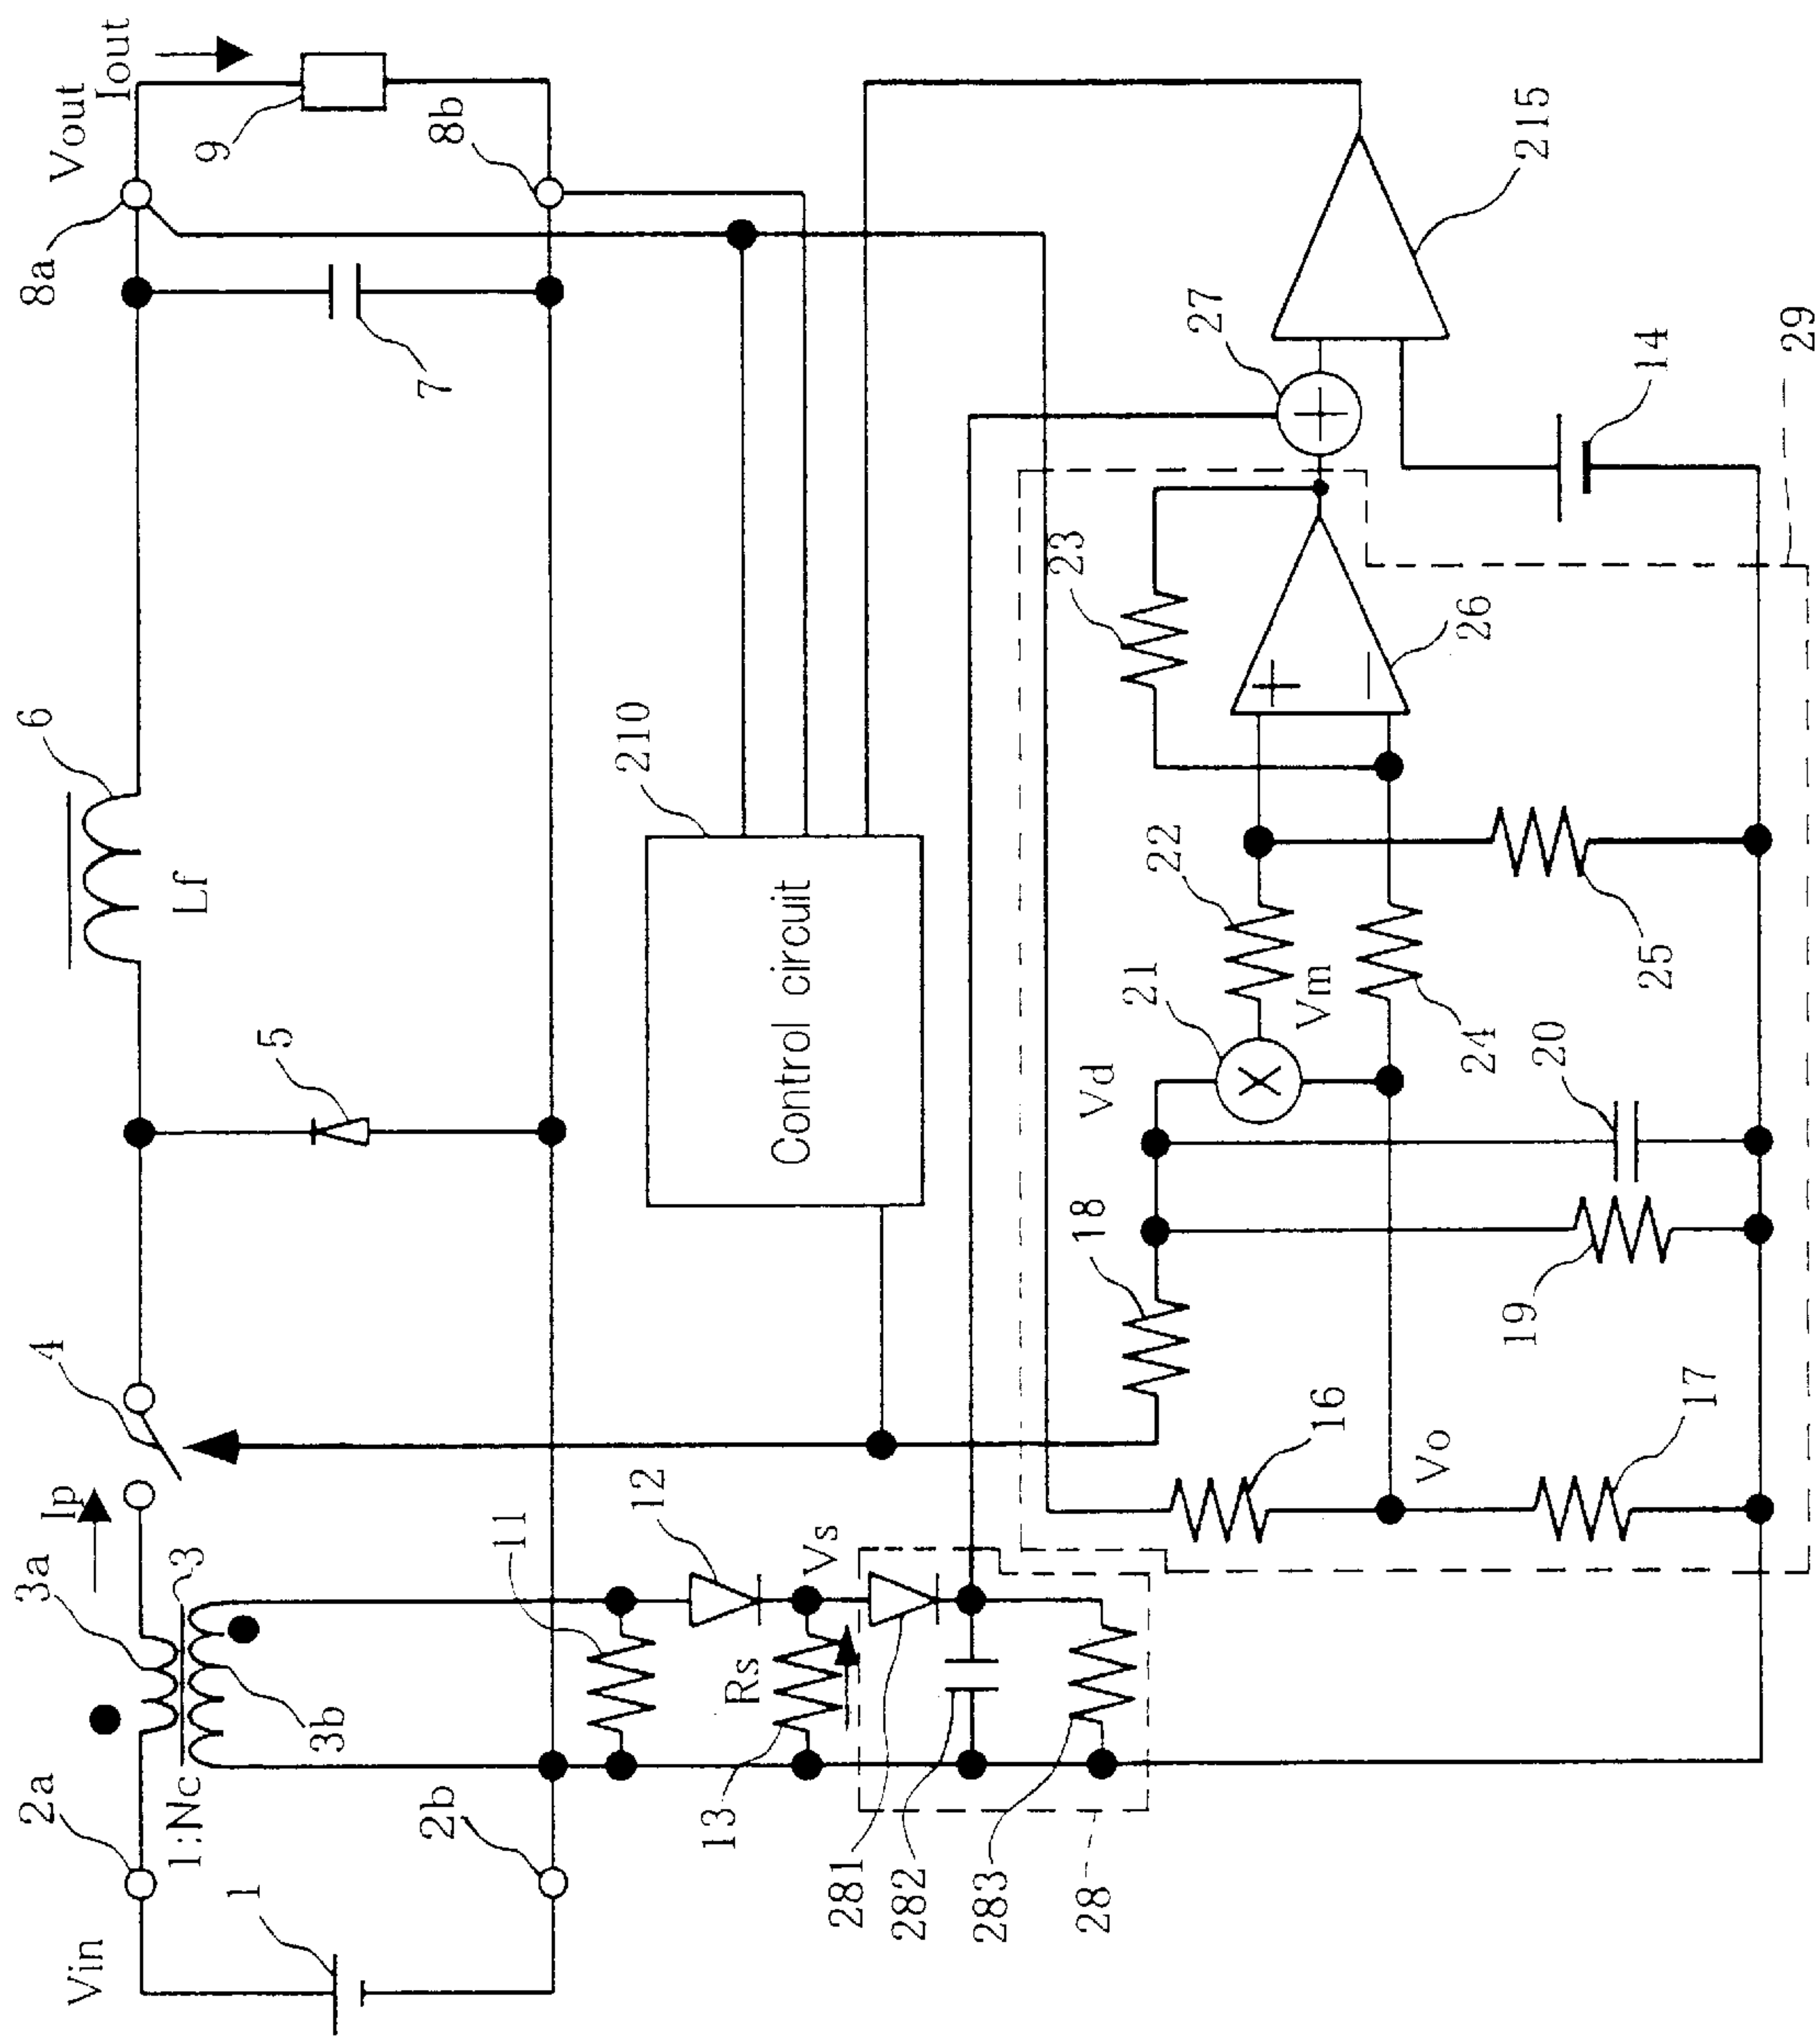 Vin
1
2a
2b
1:Nc
3a
3
3b
Ip
4
5
6
Lf
7
8a
8b
Vout
Iout
9
11
12
13
Rs
Vs
281
282
283
28
210
Control circuit
16
17
Vo
18
19
20
Vd
21
Vm
22
23
24
25
26
+
−
27
215
14
29